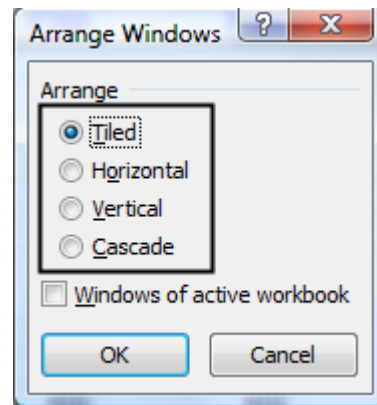 Arrange Windows
Arrange
Tiled
Horizontal
Vertical
Cascade
Windows of active workbook
OK Cancel